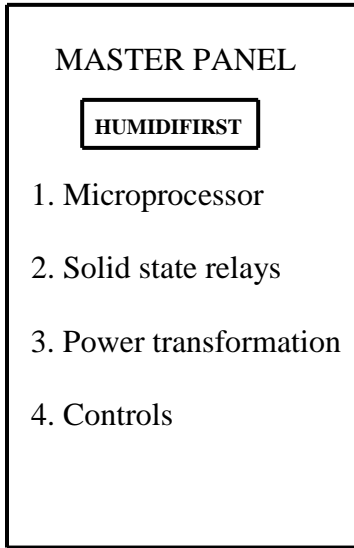 MASTER PANEL
HUMIDIFIRST
1. Microprocessor
2. Solid state relays
3. Power transformation
4. Controls